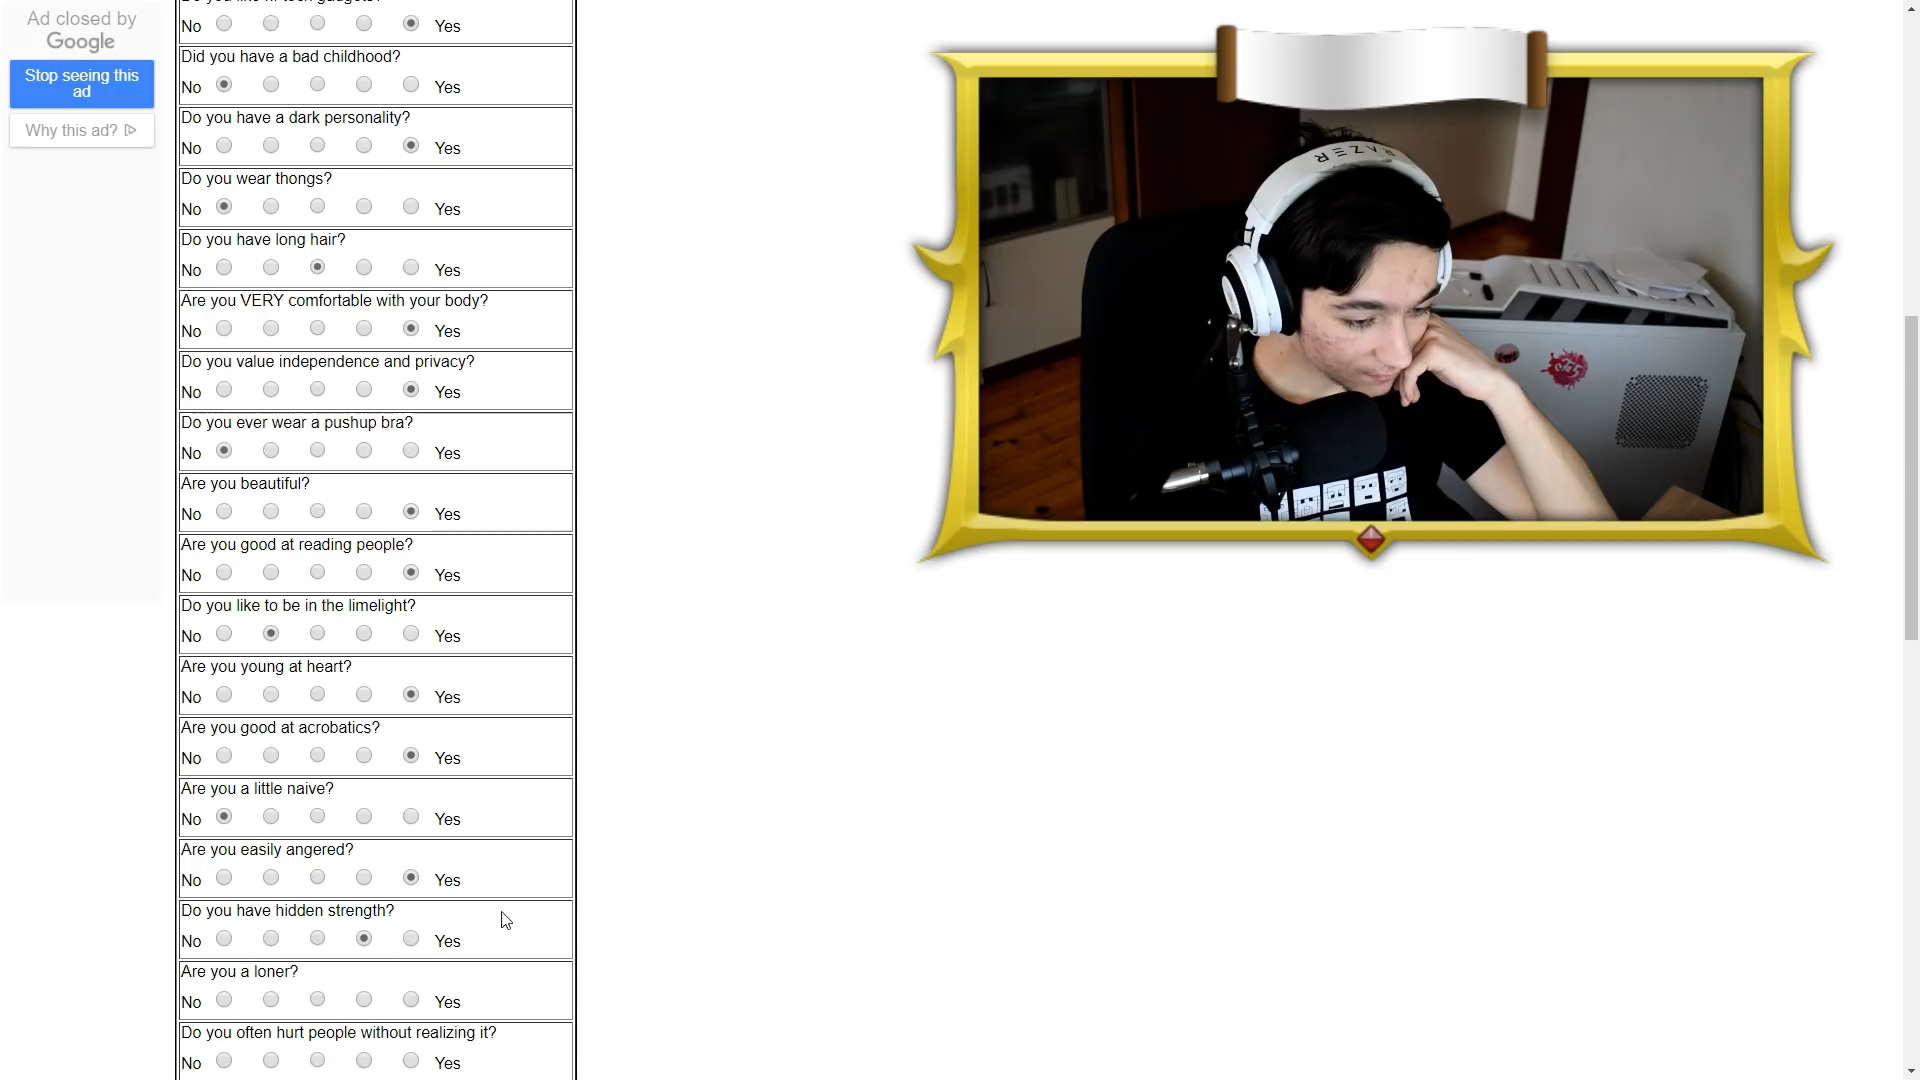 Ad closed by
Google
Stop seeing this
ad
Why this ad?
No Yes
Did you have a bad childhood?
No Yes
Do you have a dark personality?
No Yes
Do you wear thongs?
No Yes
Do you have long hair?
No Yes
Are you VERY comfortable with your body?
No Yes
Do you value independence and privacy?
No Yes
Do you ever wear a pushup bra?
No Yes
Are you beautiful?
No Yes
Are you good at reading people?
No Yes
Do you like to be in the limelight?
No Yes
Are you young at heart?
No Yes
Are you good at acrobatics?
No Yes
Are you a little naive?
No Yes
Are you easily angered?
No Yes
Do you have hidden strength?
No Yes
Are you a loner?
No Yes
Do you often hurt people without realizing it?
No Yes
RAZER